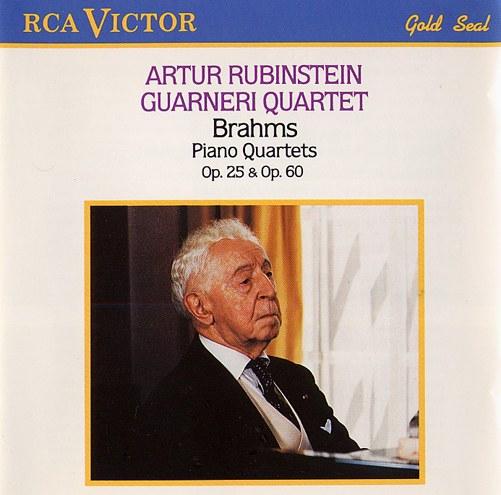 RCA VICTOR
Gold Seal
ARTUR RUBINSTEIN
GUARNERI QUARTET
Brahms
Piano Quartets
Op. 25 & Op. 60